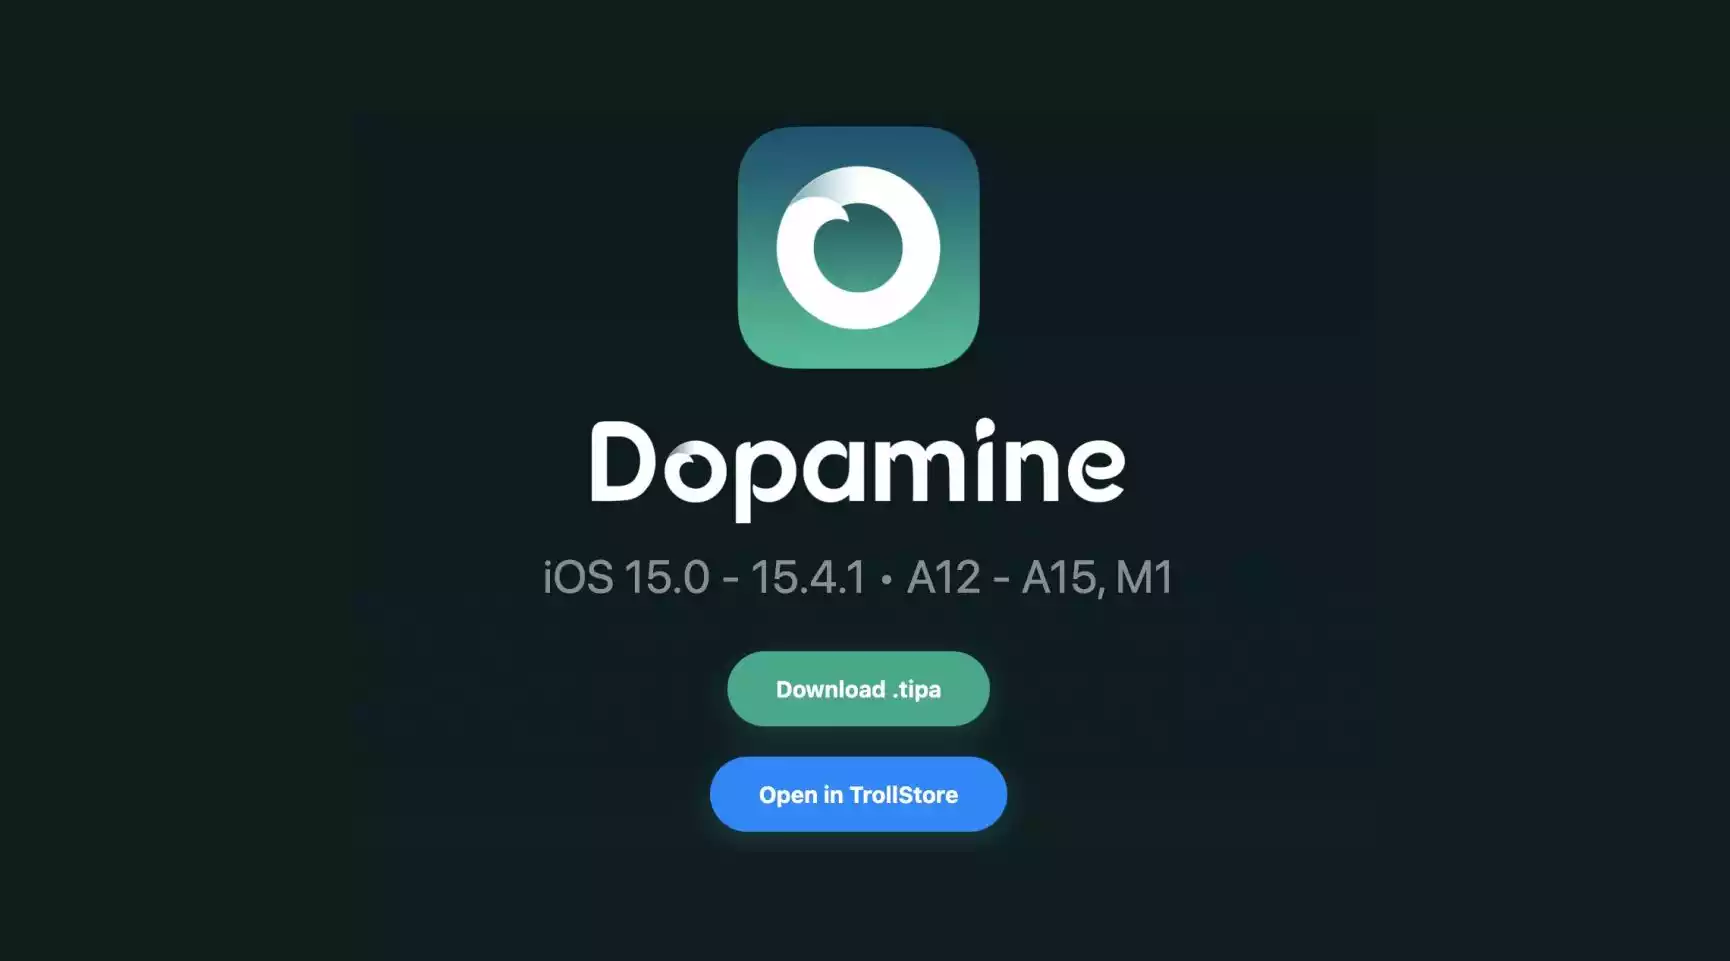 Dopamine
iOS 15.0 - 15.4.1 • A12 - A15, M1
Download .tipa
Open in TrollStore